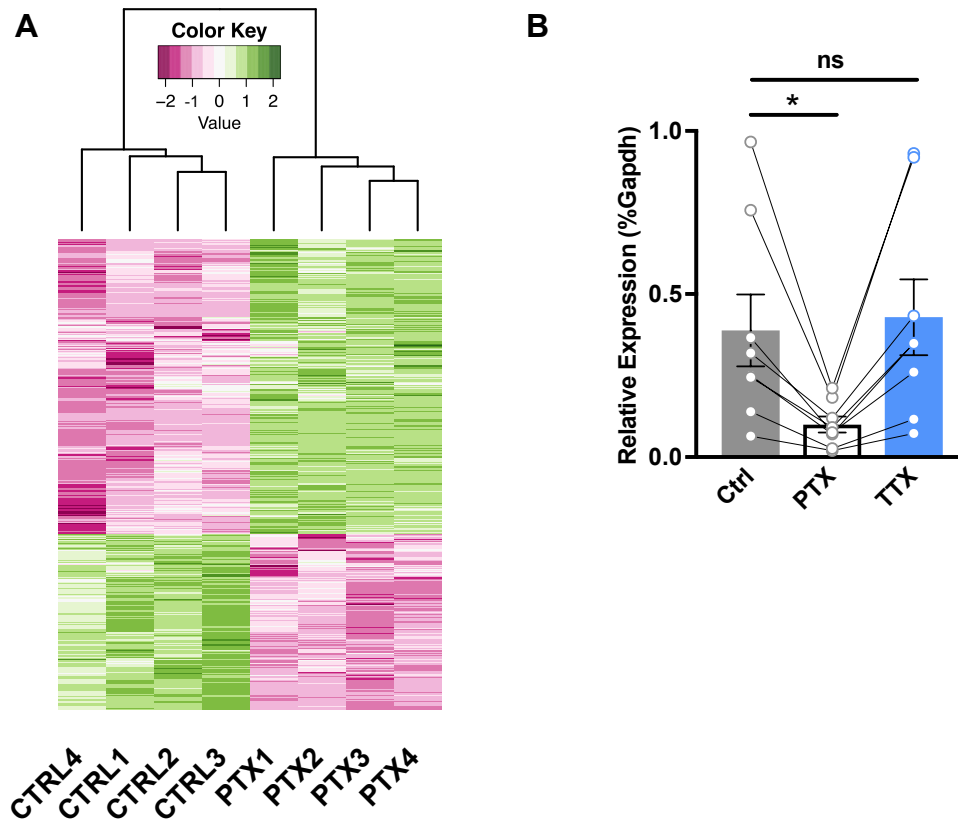 A
Color Key
−2 -1 0 1 2
Value
CTRL4 CTRL1 CTRL2 CTRL3 PTX1 PTX2 PTX3 PTX4
B
ns
*
1.0
0.5
0.0
Relative Expression (%Gapdh)
Ctrl PTX TTX